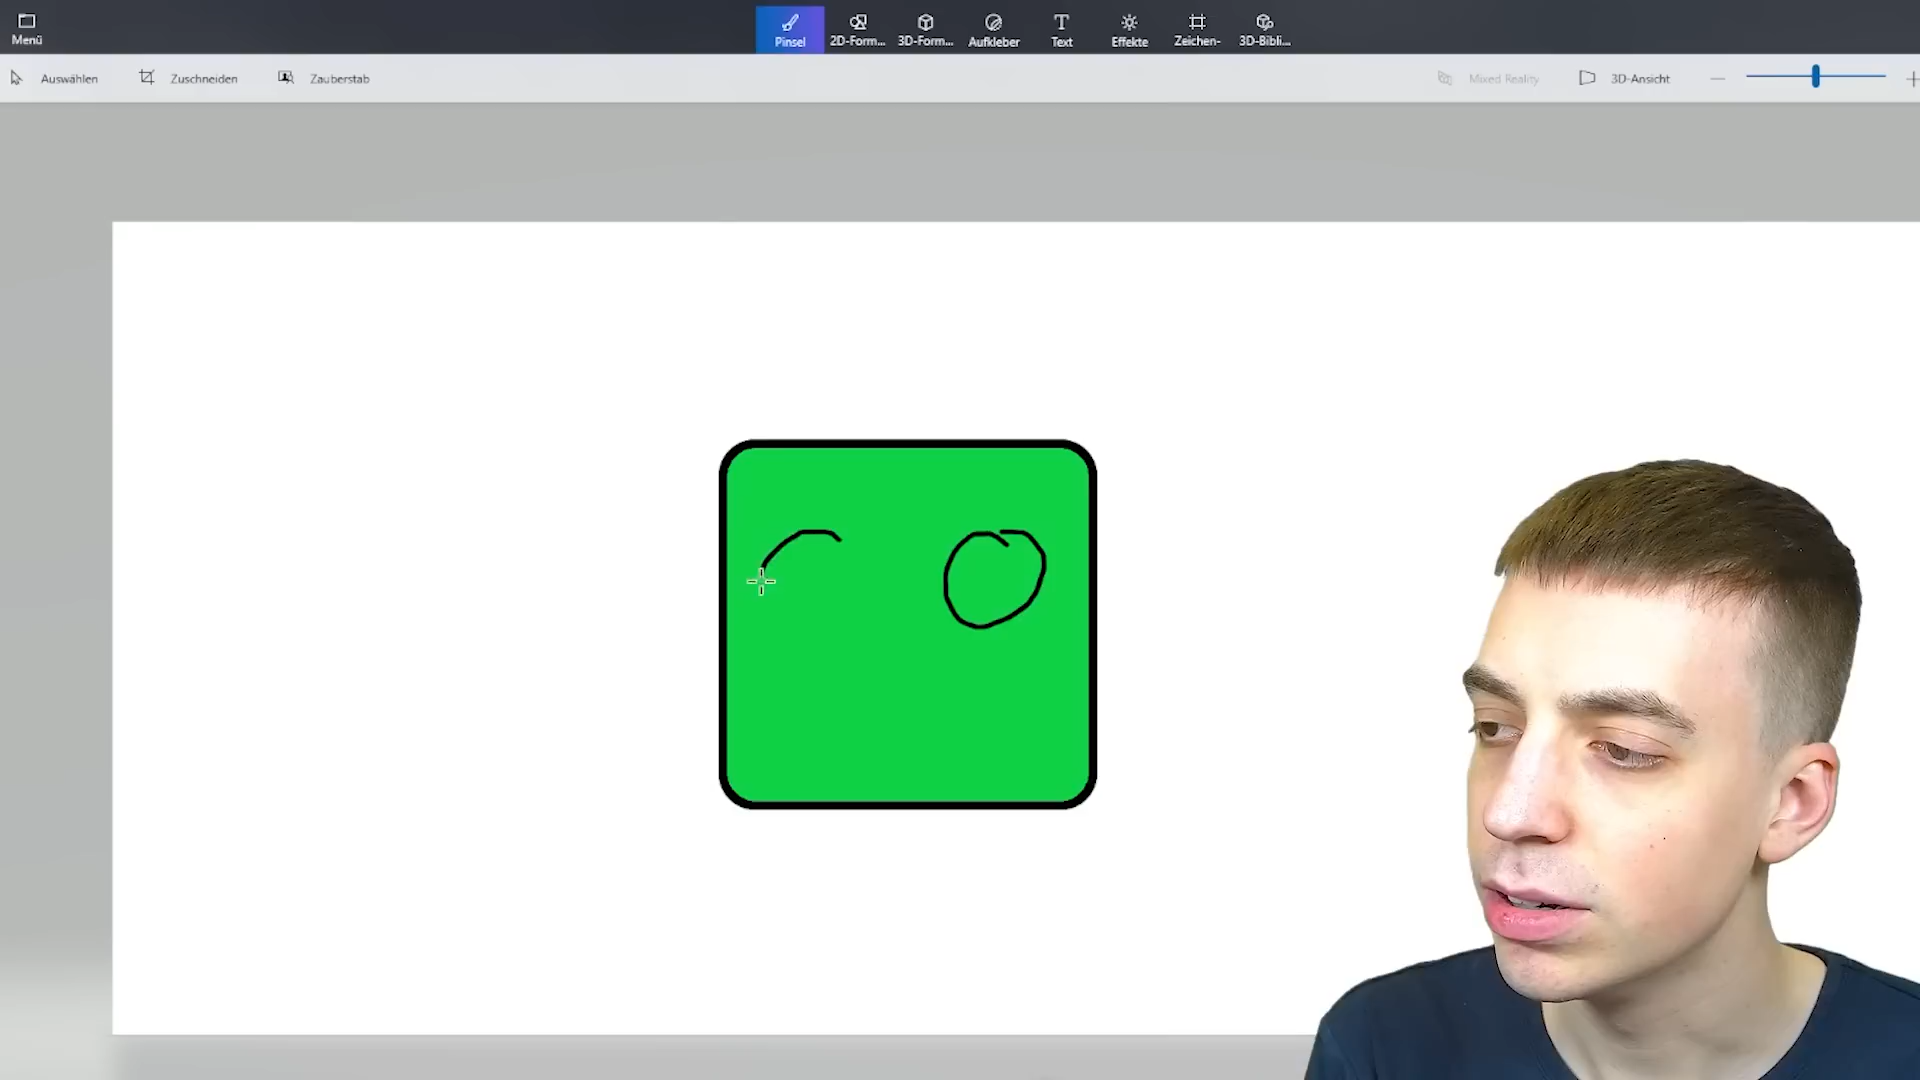 Menü
Pinsel
2D-Form...
3D-Form...
Aufkleber
Text
Effekte
Zeichen-
3D-Bibli...
Auswählen
Zuschneiden
Zauberstab
Mixed Reality
3D-Ansicht